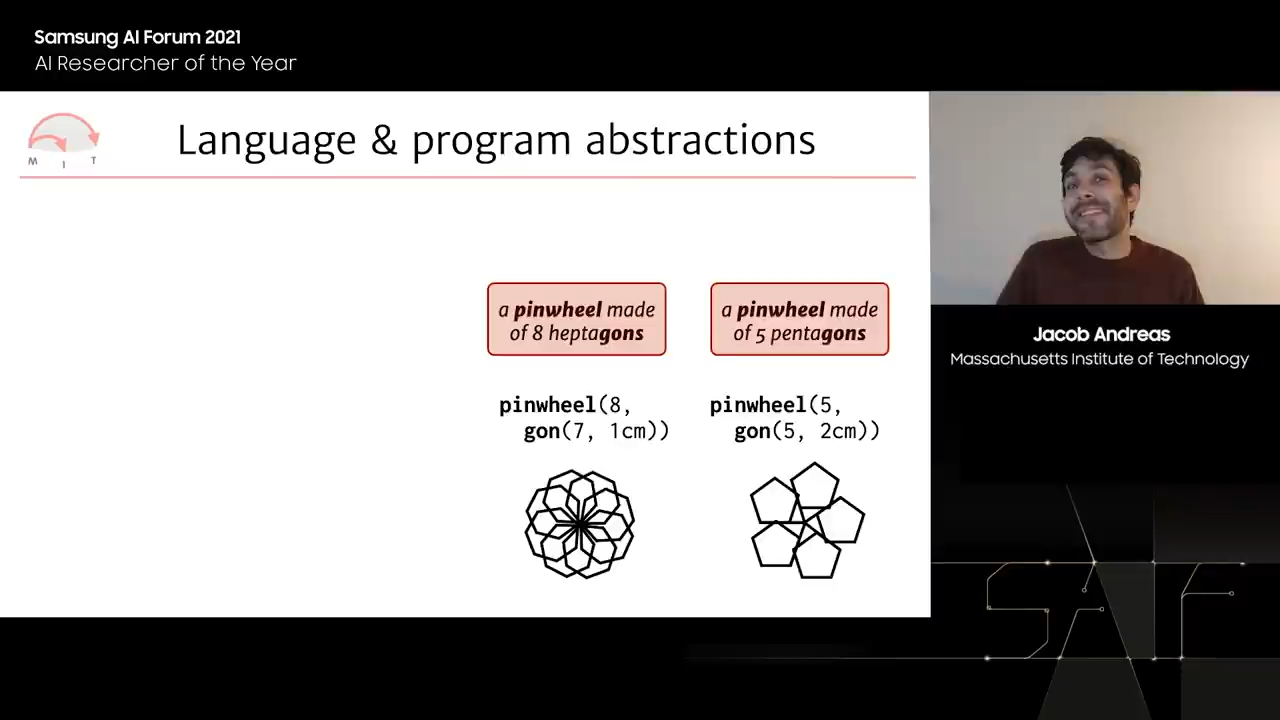 Samsung AI Forum 2021
AI Researcher of the Year
M I T
Language & program abstractions
a pinwheel made
of 8 heptagons
a pinwheel made
of 5 pentagons
pinwheel(8,
gon(7, 1cm))
pinwheel(5,
gon(5, 2cm))
Jacob Andreas
Massachusetts Institute of Technology
SAIF